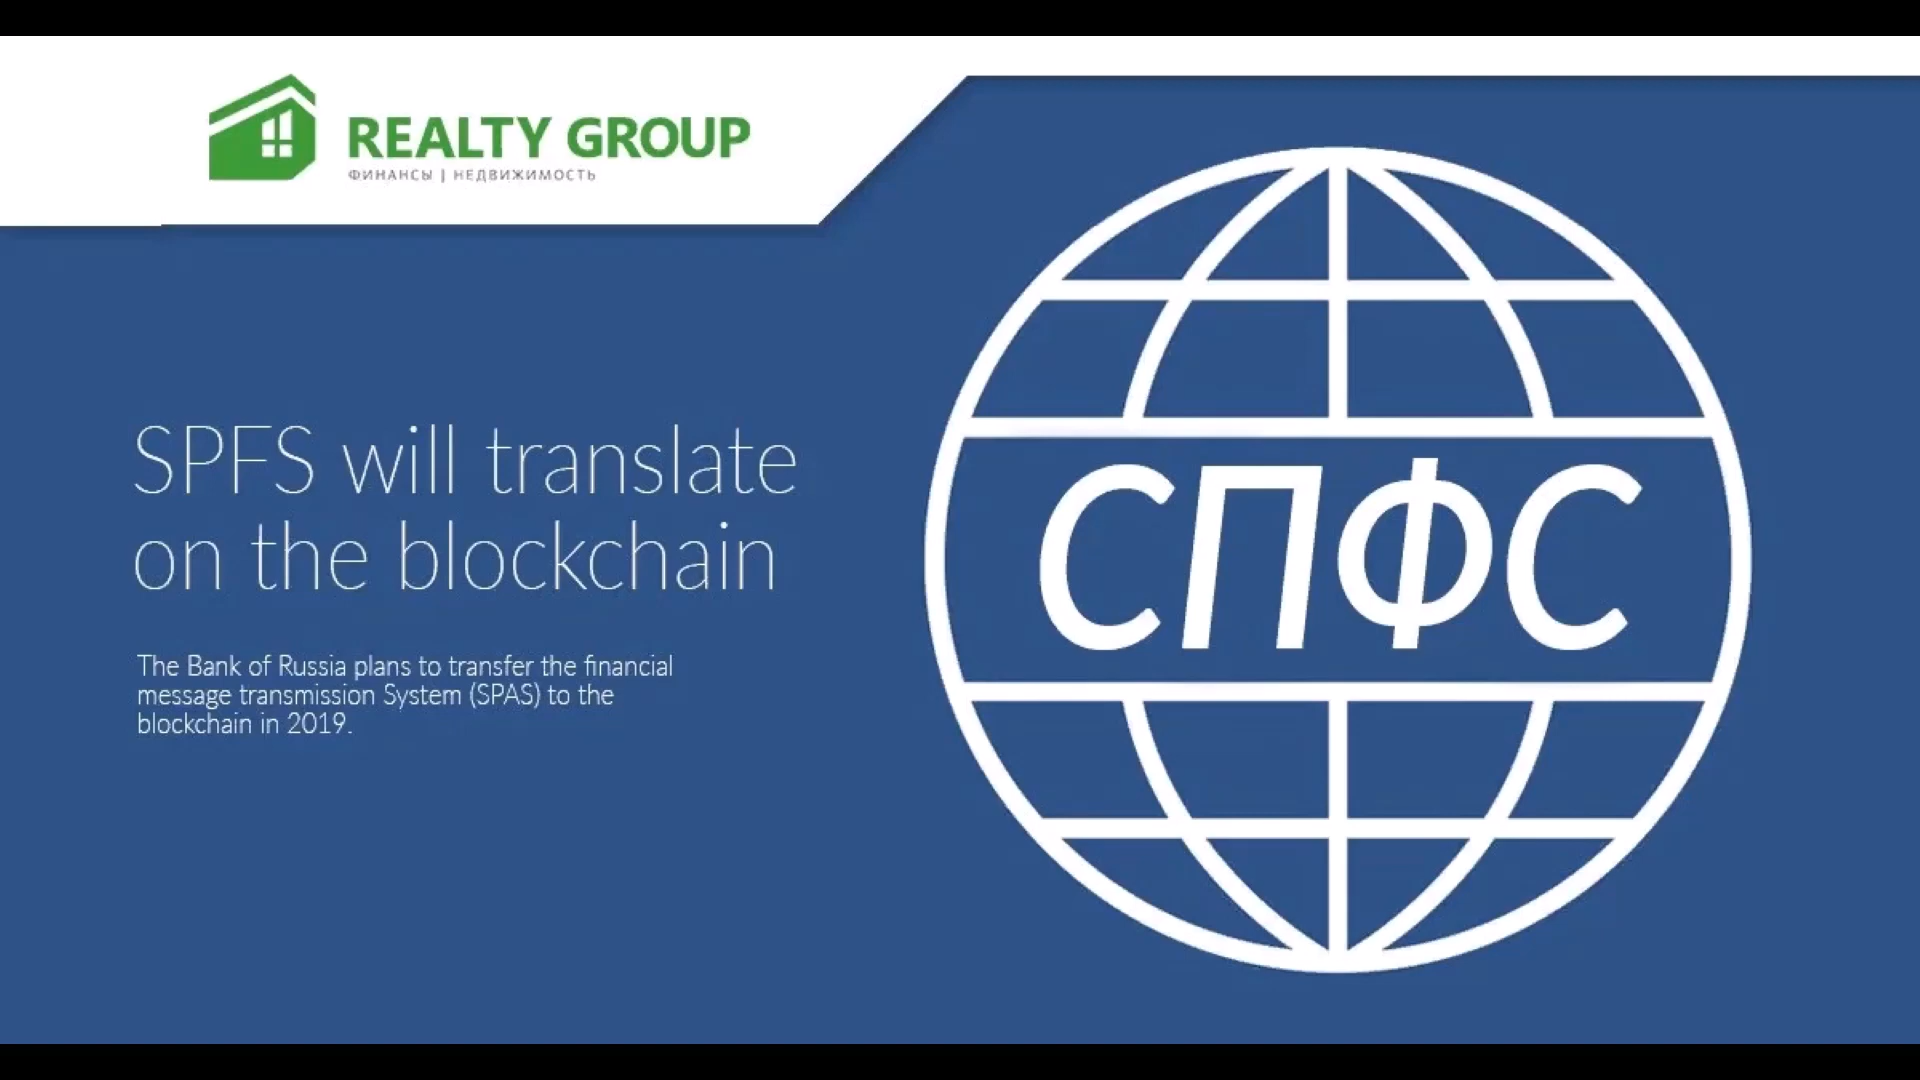 REALTY GROUP
ФИНАНСЫ | НЕДВИЖИМОСТЬ
SPFS will translate
on the blockchain
The Bank of Russia plans to transfer the financial
message transmission System (SPAS) to the
blockchain in 2019.
СПФС